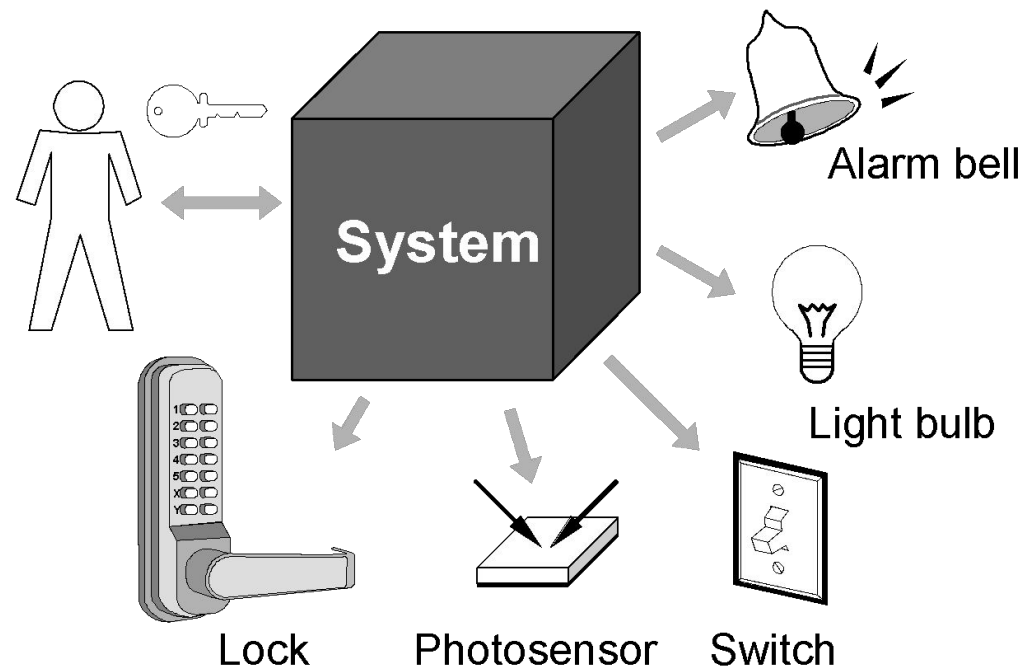 System
Alarm bell
Light bulb
1
2
3
4
5
X
Y
Lock
Photosensor
Switch